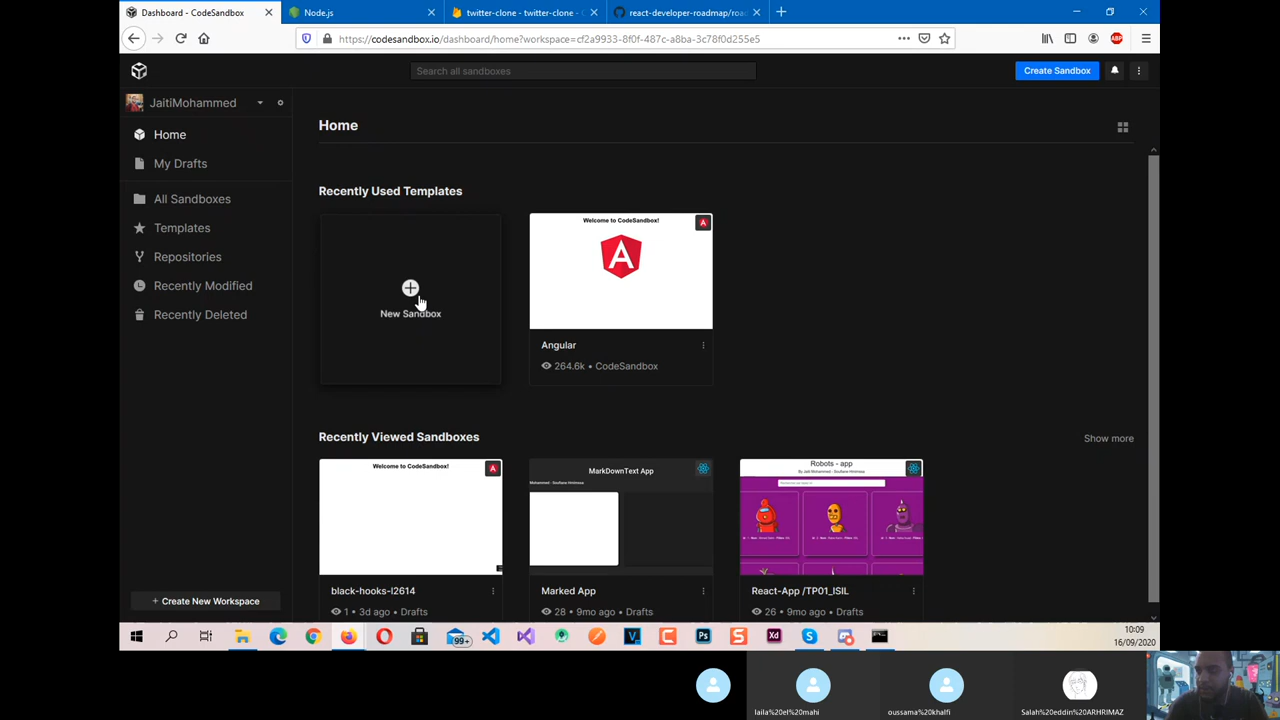 Dashboard - CodeSandbox
Node.js
twitter-clone - twitter-clone - C
react-developer-roadmap/road
https://codesandbox.io/dashboard/home?workspace=cf2a9933-8f0f-487c-a8ba-3c78f0d255e5
ABP
Search all sandboxes
Create Sandbox
JaitiMohammed
Home
My Drafts
All Sandboxes
Templates
Repositories
Recently Modified
Recently Deleted
+ Create New Workspace
Home
Recently Used Templates
New Sandbox
Welcome to CodeSandbox!
A
A
Angular
264.6k • CodeSandbox
Recently Viewed Sandboxes
Show more
Welcome to CodeSandbox!
A
black-hooks-l2614
1 • 3d ago • Drafts
MarkDownText App
Marked App
28 • 9mo ago • Drafts
Robots - app
React-App /TP01_ISIL
26 • 9mo ago • Drafts
99+
Ps
S
Xd
10:09
16/09/2020
laila%20el%20mahi
oussama%20khalfi
Salah%20eddin%20ARHRIMAZ